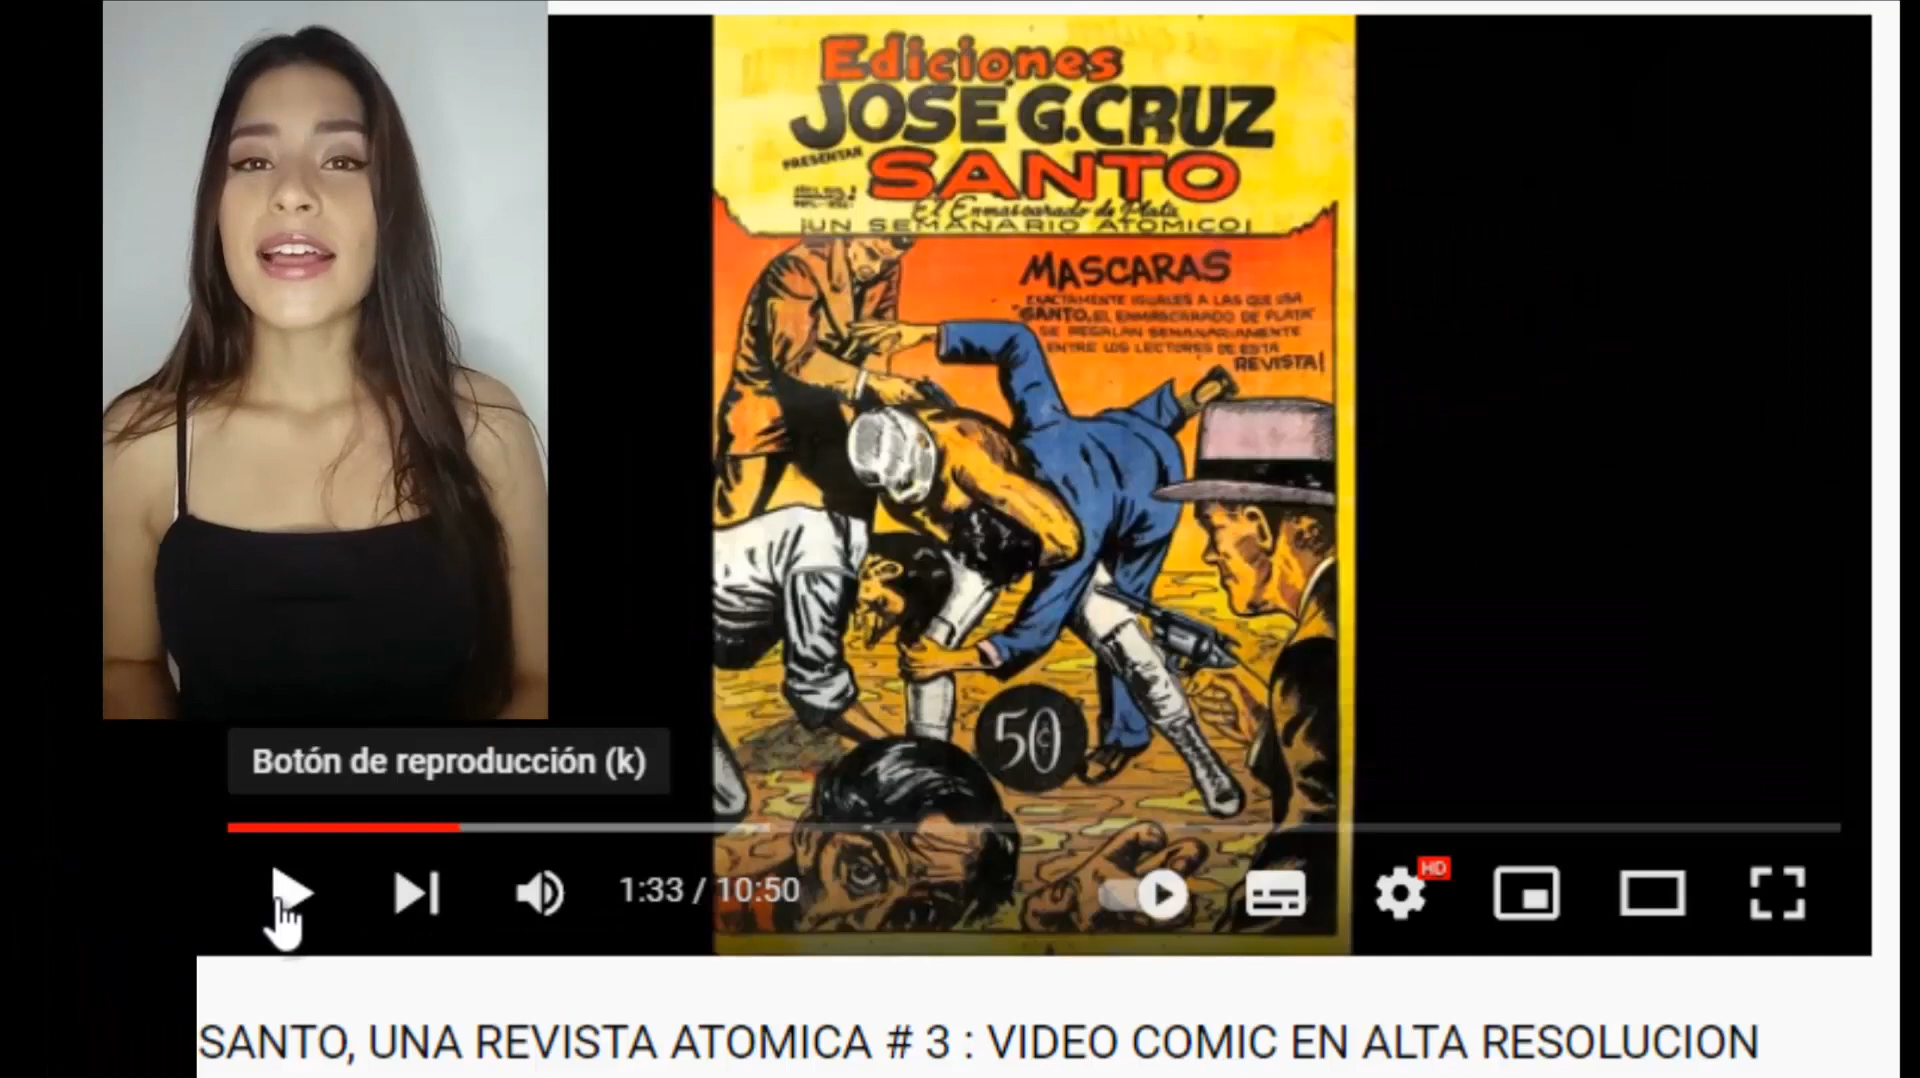 Ediciones
JOSE G. CRUZ
PRESENTAN
SANTO
El Enmascarado de Plata
¡UN SEMANARIO ATOMICO!
MASCARAS
EXACTAMENTE IGUALES A LAS QUE USA
"SANTO, EL ENMASCARADO DE PLATA"
SE REGALAN SEMANARIAMENTE
ENTRE LOS LECTORES DE ESTA
REVISTA!
50¢
Botón de reproducción (k)
1:33 / 10:50
HD
SANTO, UNA REVISTA ATOMICA # 3 : VIDEO COMIC EN ALTA RESOLUCION